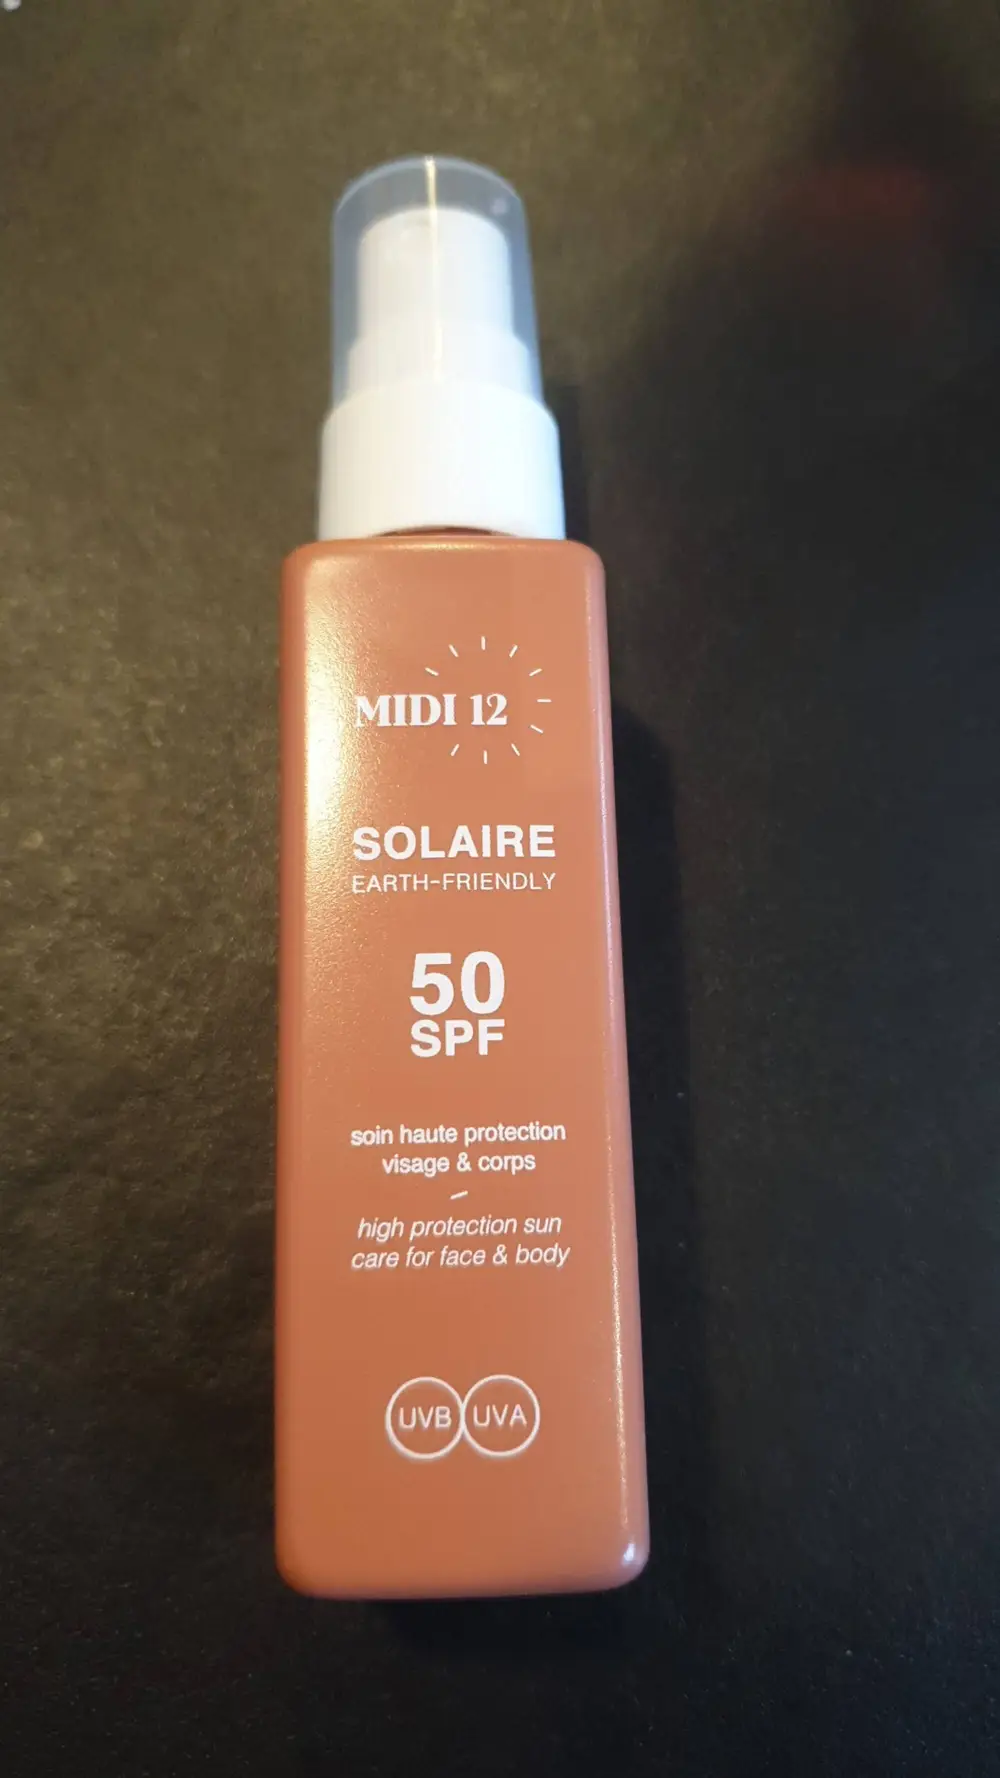 MIDI 12
SOLAIRE
EARTH-FRIENDLY
50
SPF
soin haute protection
visage & corps
–
high protection sun
care for face & body
UVB UVA